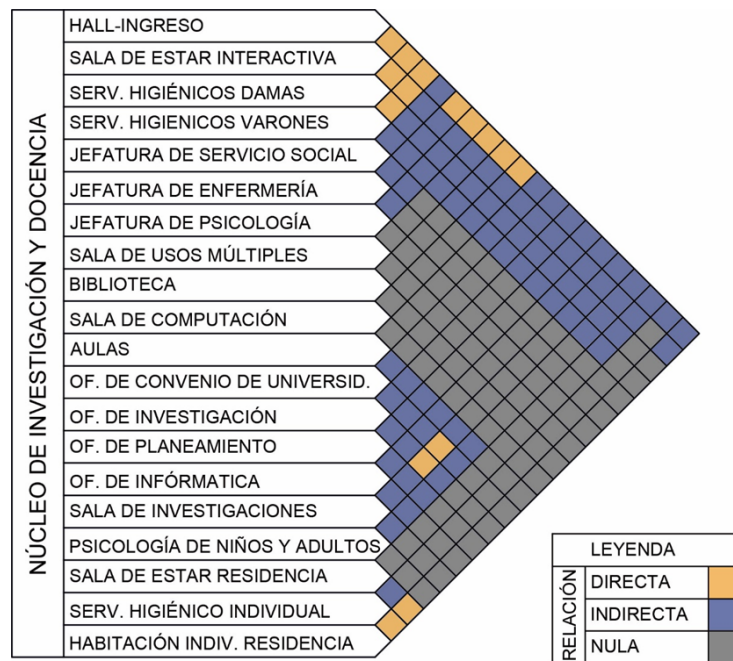 NÚCLEO DE INVESTIGACIÓN Y DOCENCIA
HALL-INGRESO
SALA DE ESTAR INTERACTIVA
SERV. HIGIÉNICOS DAMAS
SERV. HIGIENICOS VARONES
JEFATURA DE SERVICIO SOCIAL
JEFATURA DE ENFERMERÍA
JEFATURA DE PSICOLOGÍA
SALA DE USOS MÚLTIPLES
BIBLIOTECA
SALA DE COMPUTACIÓN
AULAS
OF. DE CONVENIO DE UNIVERSID.
OF. DE INVESTIGACIÓN
OF. DE PLANEAMIENTO
OF. DE INFÓRMATICA
SALA DE INVESTIGACIONES
PSICOLOGÍA DE NIÑOS Y ADULTOS
SALA DE ESTAR RESIDENCIA
SERV. HIGIÉNICO INDIVIDUAL
HABITACIÓN INDIV. RESIDENCIA
LEYENDA
RELACIÓN
DIRECTA
INDIRECTA
NULA